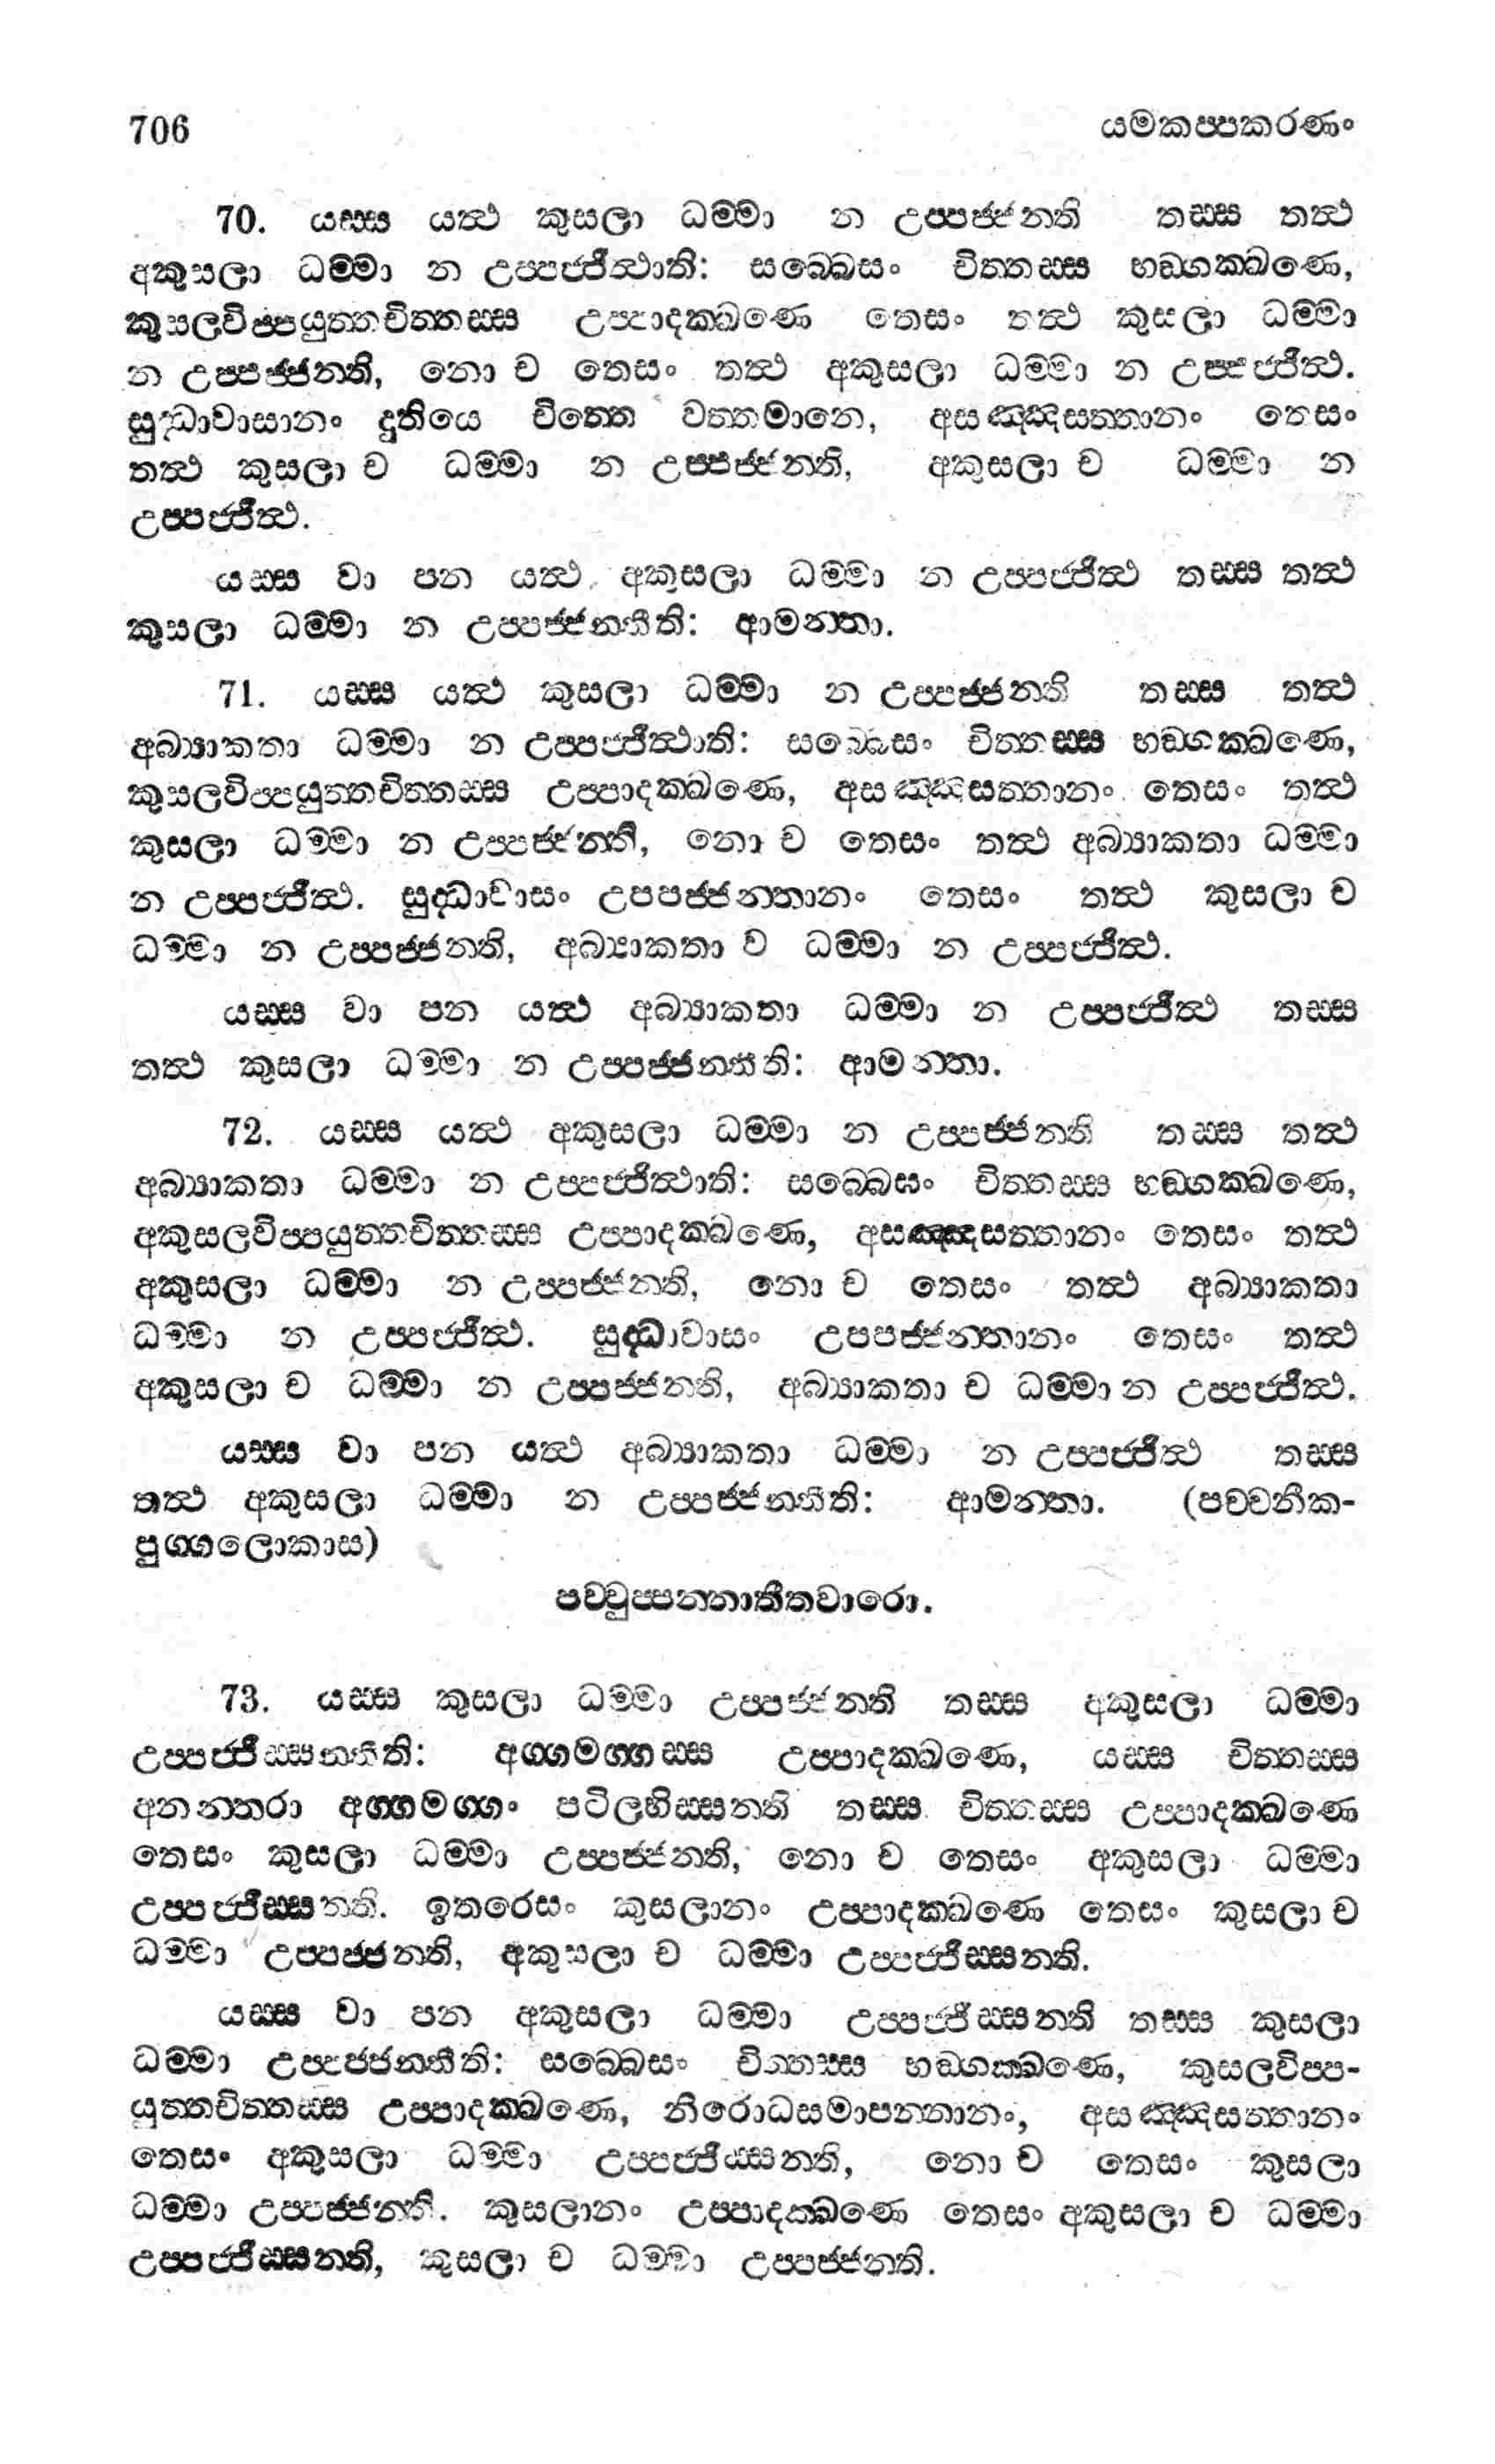 706 යමකප්පකරණං
70. යස්ස යත්ථ කුසලා ධම්මා න උප්පජ්ජන්ති තස්ස තත්ථ
අකුසලා ධම්මා න උප්පජ්ජිත්ථාති: සබ්බෙසං චිත්තස්ස භඞ්ගක්ඛණෙ,
කුසලවිප්පයුත්තචිත්තස්ස උප්පාදක්ඛණෙ තෙසං තත්ථ කුසලා ධම්මා
න උප්පජ්ජන්ති, නො ච තෙසං තත්ථ අකුසලා ධම්මා න උප්පජ්ජිත්ථ.
සුද්ධාවාසානං දුතියෙ චිත්තෙ වත්තමානෙ, අසඤ්ඤසත්තානං තෙසං
තත්ථ කුසලා ච ධම්මා න උප්පජ්ජන්ති, අකුසලා ච ධම්මා න
උප්පජ්ජිත්ථ.
යස්ස වා පන යත්ථ අකුසලා ධම්මා න උප්පජ්ජිත්ථ තස්ස තත්ථ
කුසලා ධම්මා න උප්පජ්ජන්තීති: ආමන්තා.
71. යස්ස යත්ථ කුසලා ධම්මා න උප්පජ්ජන්ති තස්ස තත්ථ
අබ්‍යාකතා ධම්මා න උප්පජ්ජිත්ථාති: සබ්බෙසං චිත්තස්ස භඞ්ගක්ඛණෙ,
කුසලවිප්පයුත්තචිත්තස්ස උප්පාදක්ඛණෙ, අසඤ්ඤසත්තානං තෙසං තත්ථ
කුසලා ධම්මා න උප්පජ්ජන්ති, නො ච තෙසං තත්ථ අබ්‍යාකතා ධම්මා
න උප්පජ්ජිත්ථ. සුද්ධාවාසං උපපජ්ජන්තානං තෙසං තත්ථ කුසලා ච
ධම්මා න උප්පජ්ජන්ති, අබ්‍යාකතා ච ධම්මා න උප්පජ්ජිත්ථ.
යස්ස වා පන යත්ථ අබ්‍යාකතා ධම්මා න උප්පජ්ජිත්ථ තස්ස
තත්ථ කුසලා ධම්මා න උප්පජ්ජන්තීති: ආමන්තා.
72. යස්ස යත්ථ අකුසලා ධම්මා න උප්පජ්ජන්ති තස්ස තත්ථ
අබ්‍යාකතා ධම්මා න උප්පජ්ජිත්ථාති: සබ්බෙසං චිත්තස්ස භඞ්ගක්ඛණෙ,
අකුසලවිප්පයුත්තචිත්තස්ස උප්පාදක්ඛණෙ, අසඤ්ඤසත්තානං තෙසං තත්ථ
අකුසලා ධම්මා න උප්පජ්ජන්ති, නො ච තෙසං තත්ථ අබ්‍යාකතා
ධම්මා න උප්පජ්ජිත්ථ. සුද්ධාවාසං උපපජ්ජන්තානං තෙසං තත්ථ
අකුසලා ච ධම්මා න උප්පජ්ජන්ති, අබ්‍යාකතා ච ධම්මා න උප්පජ්ජිත්ථ.
යස්ස වා පන යත්ථ අබ්‍යාකතා ධම්මා න උප්පජ්ජිත්ථ තස්ස
තත්ථ අකුසලා ධම්මා න උප්පජ්ජන්තීති: ආමන්තා. (පච්චනීක-
පුග්ගලොකාස)
පච්චුප්පන්නාතීතවාරො.
73. යස්ස කුසලා ධම්මා උප්පජ්ජන්ති තස්ස අකුසලා ධම්මා
උප්පජ්ජිස්සන්තීති: අග්ගමග්ගස්ස උප්පාදක්ඛණෙ, යස්ස චිත්තස්ස
අනන්තරා අග්ගමග්ගං පටිලභිස්සන්ති තස්ස චිත්තස්ස උප්පාදක්ඛණෙ
තෙසං කුසලා ධම්මා උප්පජ්ජන්ති, නො ච තෙසං අකුසලා ධම්මා
උප්පජ්ජිස්සන්ති. ඉතරෙසං කුසලානං උප්පාදක්ඛණෙ තෙසං කුසලා ච
ධම්මා උප්පජ්ජන්ති, අකුසලා ච ධම්මා උප්පජ්ජිස්සන්ති.
යස්ස වා පන අකුසලා ධම්මා උප්පජ්ජිස්සන්ති තස්ස කුසලා
ධම්මා උප්පජ්ජන්තීති: සබ්බෙසං චිත්තස්ස භඞ්ගක්ඛණෙ, කුසලවිප්ප-
යුත්තචිත්තස්ස උප්පාදක්ඛණෙ, නිරොධසමාපන්නානං, අසඤ්ඤසත්තානං
තෙසං අකුසලා ධම්මා උප්පජ්ජිස්සන්ති, නො ච තෙසං කුසලා
ධම්මා උප්පජ්ජන්ති. කුසලානං උප්පාදක්ඛණෙ තෙසං අකුසලා ච ධම්මා
උප්පජ්ජිස්සන්ති, කුසලා ච ධම්මා උප්පජ්ජන්ති.